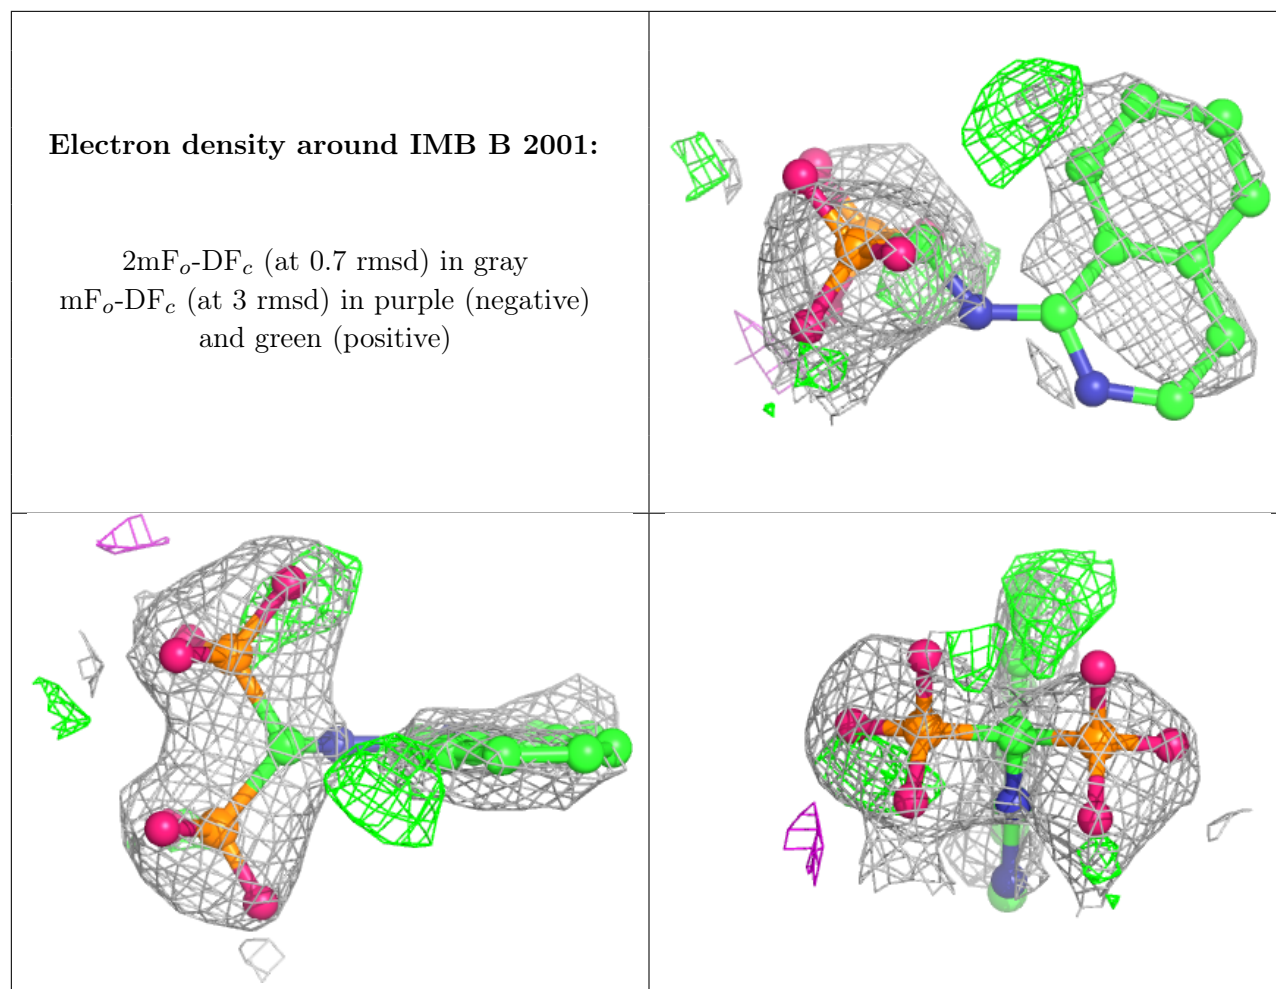 Electron density around IMB B 2001:
2mFₒ-DF𝒸 (at 0.7 rmsd) in gray
mFₒ-DF𝒸 (at 3 rmsd) in purple (negative)
and green (positive)